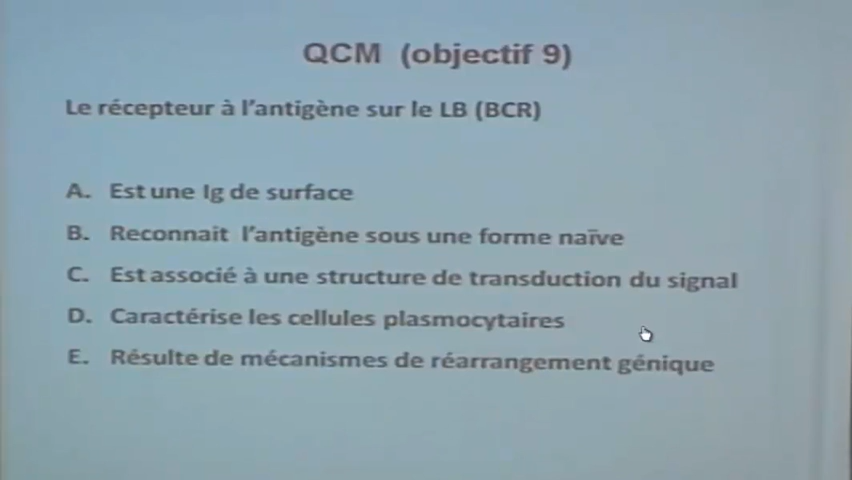 QCM (objectif 9)
Le récepteur à l'antigène sur le LB (BCR)
A. Est une Ig de surface
B. Reconnait l'antigène sous une forme naïve
C. Est associé à une structure de transduction du signal
D. Caractérise les cellules plasmocytaires
E. Résulte de mécanismes de réarrangement génique